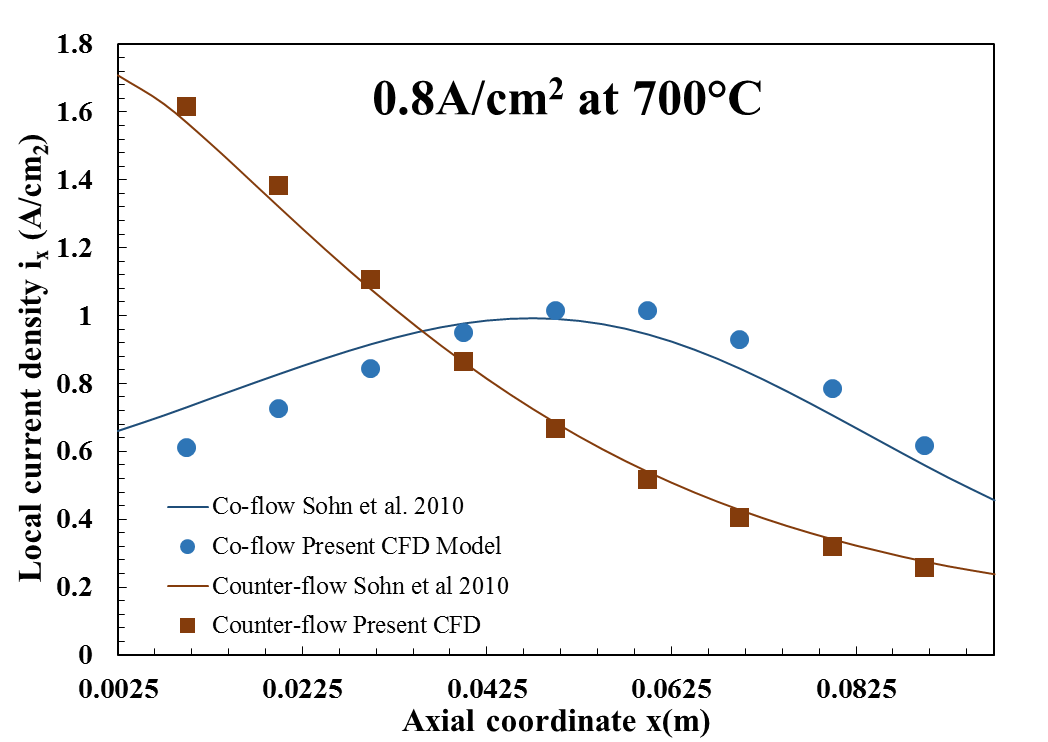 0.8A/cm² at 700°C
1.8
1.6
1.4
1.2
1
0.8
0.6
0.4
0.2
0
Local current density iₓ (A/cm₂)
Co-flow Sohn et al. 2010
Co-flow Present CFD Model
Counter-flow Sohn et al 2010
Counter-flow Present CFD
0.0025 0.0225 0.0425 0.0625 0.0825
Axial coordinate x(m)